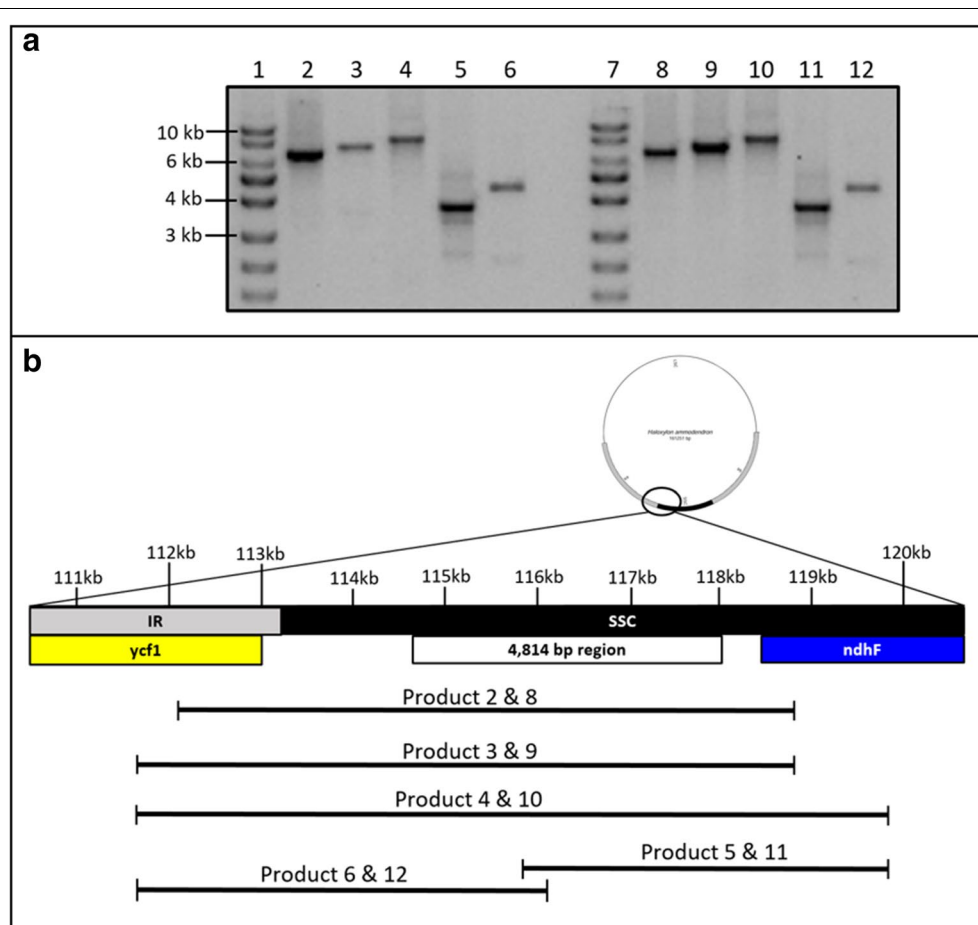 a
1 2 3 4 5 6 7 8 9 10 11 12
10 kb
6 kb
4 kb
3 kb
b
Haloxylon ammodendron
111kb 112kb 113kb 114kb 115kb 116kb 117kb 118kb 119kb 120kb
IR SSC
ycf1 4,814 bp region ndhF
Product 2 & 8
Product 3 & 9
Product 4 & 10
Product 5 & 11
Product 6 & 12